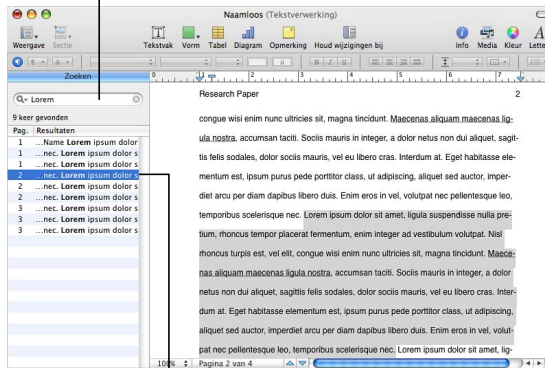 Naamloos (Tekstverwerking)
Weergave Sectie Tekstvak Vorm Tabel Diagram Opmerking Houd wijzigingen bij Info Media Kleur Lette
¶ a a B I U
Zoeken
0 1 2 3 4 5 6 7
Lorem
9 keer gevonden
Pag. Resultaten
1 ...Name Lorem ipsum dolor
1 ...nec. Lorem ipsum dolor s
1 ...nec. Lorem ipsum dolor s
2 ...nec. Lorem ipsum dolor s
2 ...nec. Lorem ipsum dolor s
2 ...nec. Lorem ipsum dolor s
3 ...nec. Lorem ipsum dolor s
3 ...nec. Lorem ipsum dolor s
3 ...nec. Lorem ipsum dolor s
Research Paper 2
congue wisi enim nunc ultricies sit, magna tincidunt. Maecenas aliquam maecenas lig-
ula nostra, accumsan taciti. Sociis mauris in integer, a dolor netus non dui aliquet, sagit-
tis felis sodales, dolor sociis mauris, vel eu libero cras. Interdum at. Eget habitasse ele-
mentum est, ipsum purus pede porttitor class, ut adipiscing, aliquet sed auctor, imper-
diet arcu per diam dapibus libero duis. Enim eros in vel, volutpat nec pellentesque leo,
temporibus scelerisque nec. Lorem ipsum dolor sit amet, ligula suspendisse nulla pre-
tium, rhoncus tempor placerat fermentum, enim integer ad vestibulum volutpat. Nisl
rhoncus turpis est, vel elit, congue wisi enim nunc ultricies sit, magna tincidunt. Maece-
nas aliquam maecenas ligula nostra, accumsan taciti. Sociis mauris in integer, a dolor
netus non dui aliquet, sagittis felis sodales, dolor sociis mauris, vel eu libero cras. Inter-
dum at. Eget habitasse elementum est, ipsum purus pede porttitor class, ut adipiscing,
aliquet sed auctor, imperdiet arcu per diam dapibus libero duis. Enim eros in vel, volut-
pat nec pellentesque leo, temporibus scelerisque nec. Lorem ipsum dolor sit amet, lig-
100% Pagina 2 van 4